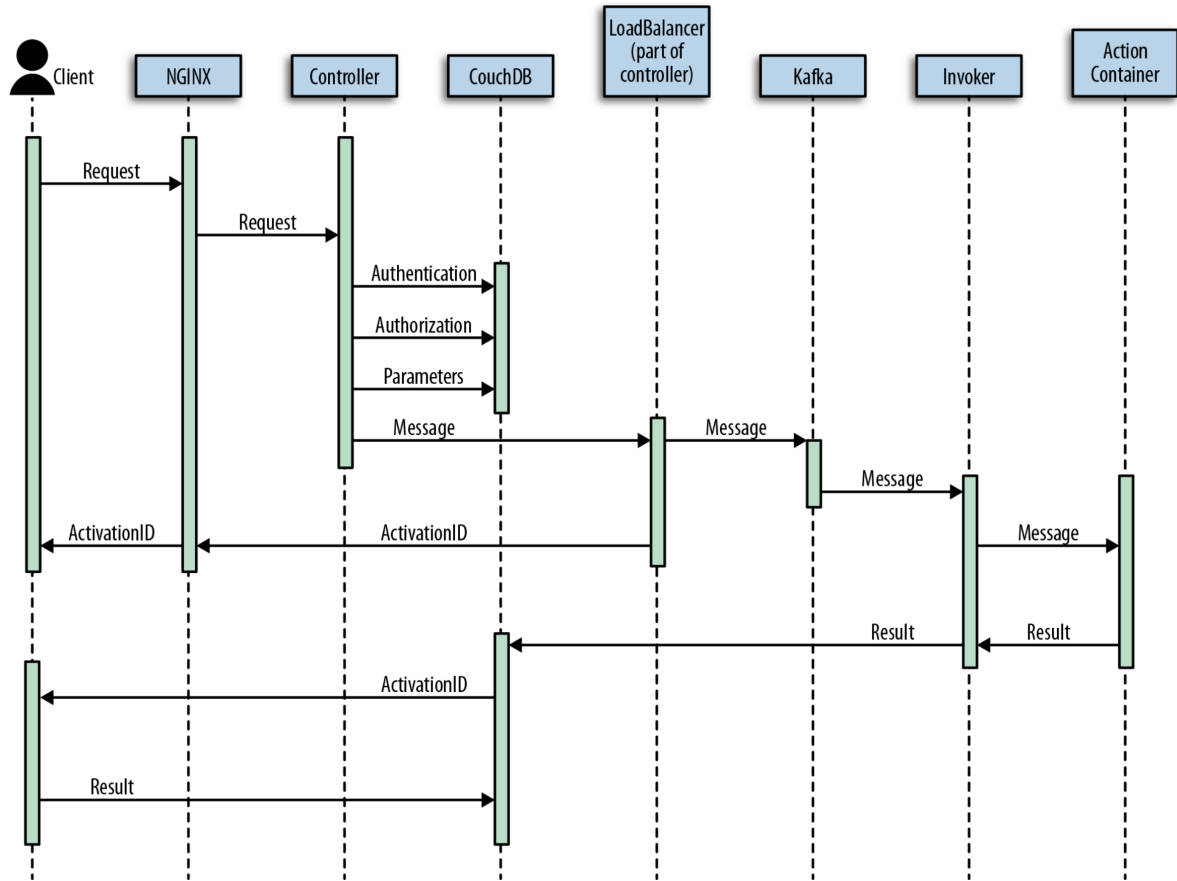 Client
NGINX
Controller
CouchDB
LoadBalancer
(part of
controller)
Kafka
Invoker
Action
Container
Request
Request
Authentication
Authorization
Parameters
Message
Message
Message
ActivationID
ActivationID
Message
Result
Result
ActivationID
Result